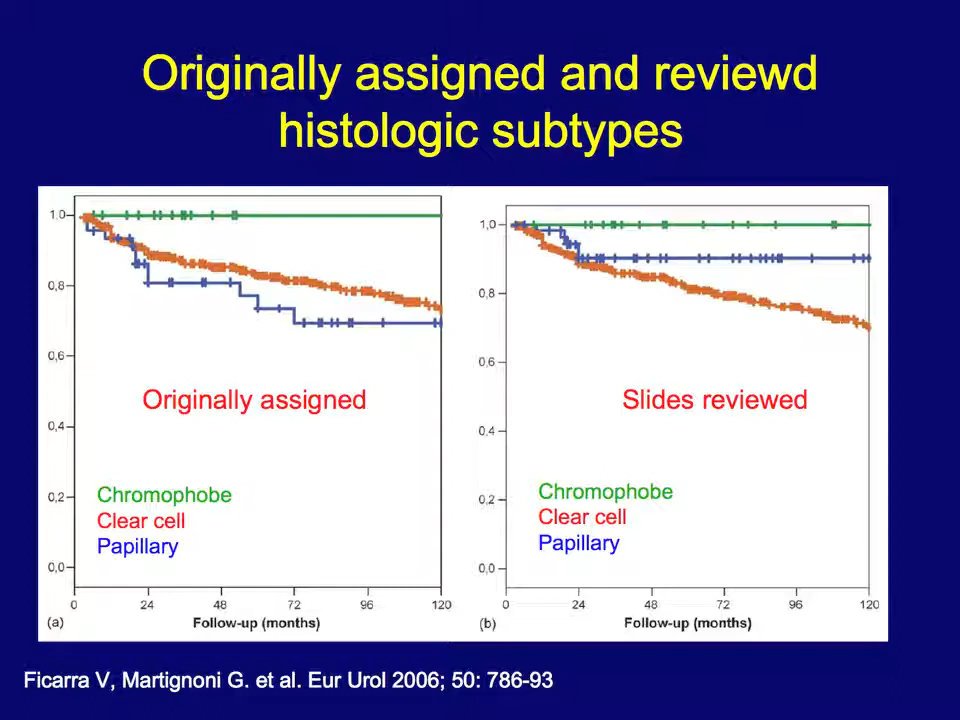 Originally assigned and reviewd
histologic subtypes
1,0
0,8
0,6
0,4
0,2
0,0
Originally assigned
Chromophobe
Clear cell
Papillary
0 24 48 72 96 120
(a) Follow-up (months)
1,0
0,8
0,6
0,4
0,2
0,0
Slides reviewed
Chromophobe
Clear cell
Papillary
0 24 48 72 96 120
(b) Follow-up (months)
Ficarra V, Martignoni G. et al. Eur Urol 2006; 50: 786-93